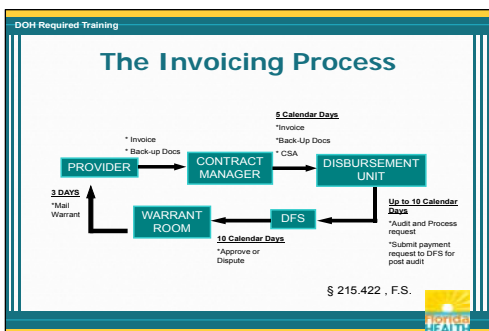 DOH Required Training
The Invoicing Process
5 Calendar Days
*Invoice
*Back-Up Docs
* CSA
* Invoice
* Back-up Docs
PROVIDER
CONTRACT
MANAGER
DISBURSEMENT
UNIT
3 DAYS
*Mail
Warrant
WARRANT
ROOM
DFS
Up to 10 Calendar
Days
*Audit and Process
request
*Submit payment
request to DFS for
post audit
10 Calendar Days
*Approve or
Dispute
§ 215.422 , F.S.
Florida
HEALTH